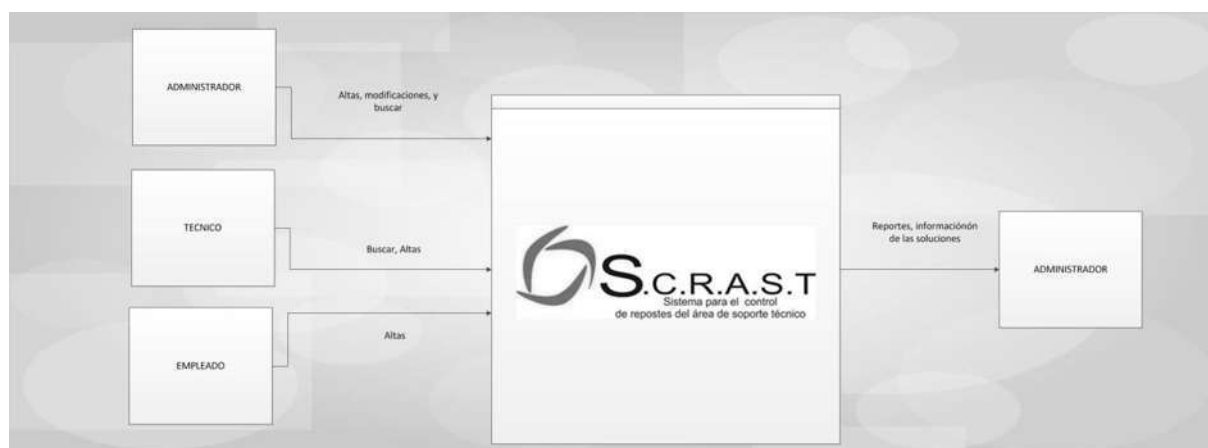 ADMINISTRADOR
Altas, modificaciones, y
buscar
TECNICO
Buscar, Altas
EMPLEADO
Altas
S.C.R.A.S.T
Sistema para el control
de repostes del área de soporte técnico
Reportes, informaciónón
de las soluciones
ADMINISTRADOR